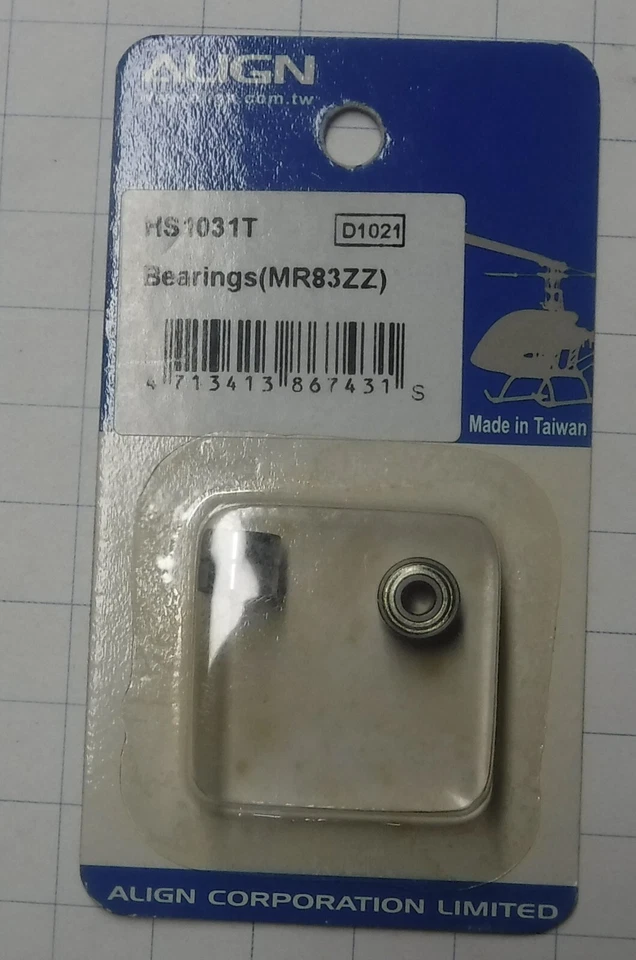 ALIGN
www.align.com.tw
HS1031T
D1021
Bearings(MR83ZZ)
4 713413 867431 S
Made in Taiwan
ALIGN CORPORATION LIMITED